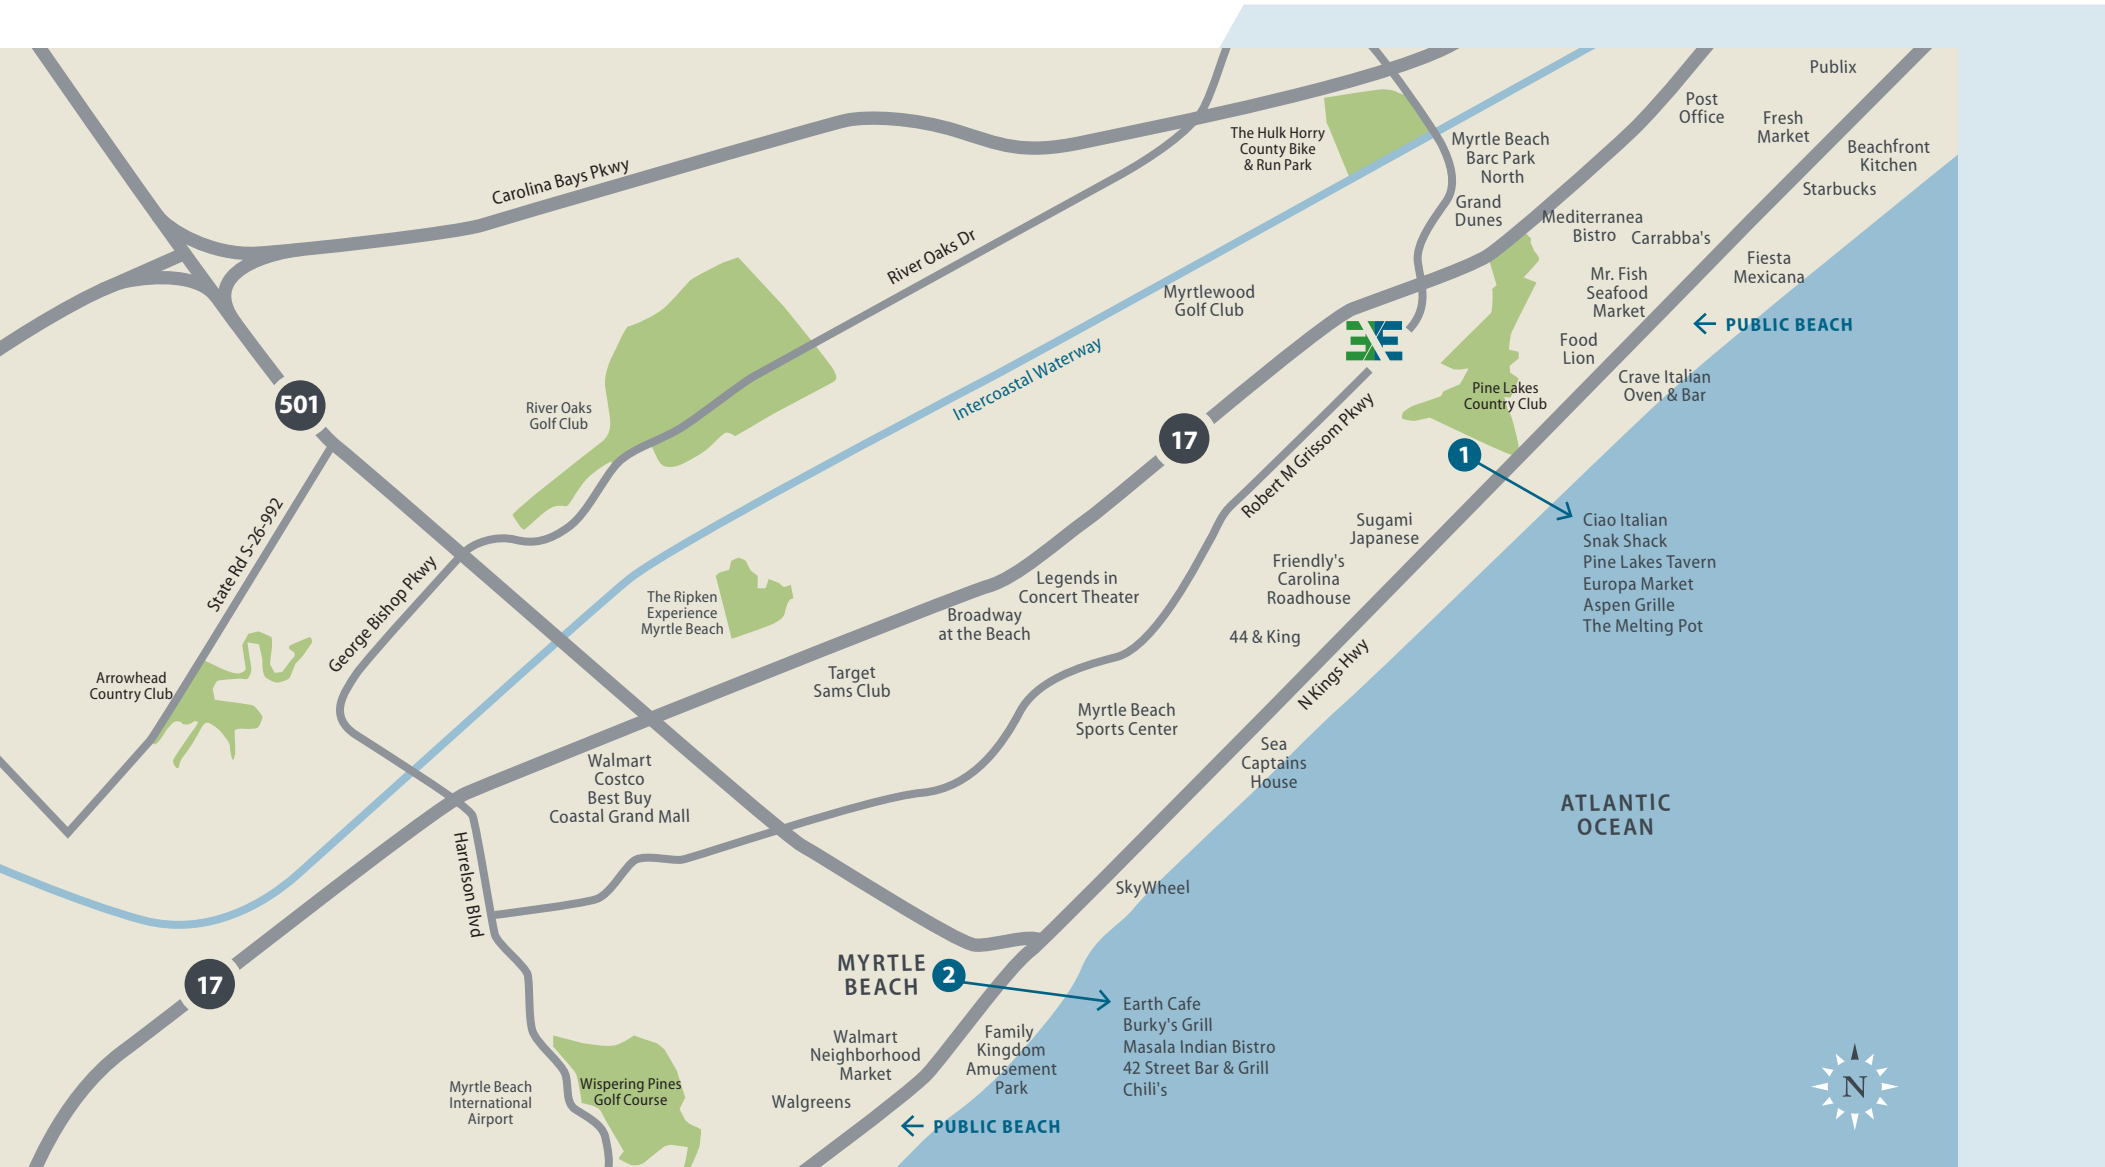 Publix
Post
Office
Fresh
Market
The Hulk Horry
County Bike
& Run Park
Myrtle Beach
Barc Park
North
Beachfront
Kitchen
Starbucks
Carolina Bays Pkwy
Grand
Dunes
Mediterranea
Bistro
Carrabba's
River Oaks Dr
Fiesta
Mexicana
Mr. Fish
Seafood
Market
Myrtlewood
Golf Club
PUBLIC BEACH
Food
Lion
Intercoastal Waterway
Crave Italian
Oven & Bar
Pine Lakes
Country Club
501
River Oaks
Golf Club
17
Robert M Grissom Pkwy
1
Ciao Italian
Snak Shack
Pine Lakes Tavern
Europa Market
Aspen Grille
The Melting Pot
State Rd S-26-992
Sugami
Japanese
Friendly's
Carolina
Roadhouse
George Bishop Pkwy
Legends in
Concert Theater
The Ripken
Experience
Myrtle Beach
Broadway
at the Beach
44 & King
N Kings Hwy
Arrowhead
Country Club
Target
Sams Club
Myrtle Beach
Sports Center
Sea
Captains
House
Walmart
Costco
Best Buy
Coastal Grand Mall
ATLANTIC
OCEAN
Harrelson Blvd
SkyWheel
MYRTLE
BEACH
2
17
Earth Cafe
Burky's Grill
Masala Indian Bistro
42 Street Bar & Grill
Chili's
Walmart
Neighborhood
Market
Family
Kingdom
Amusement
Park
Myrtle Beach
International
Airport
Wispering Pines
Golf Course
Walgreens
PUBLIC BEACH
N